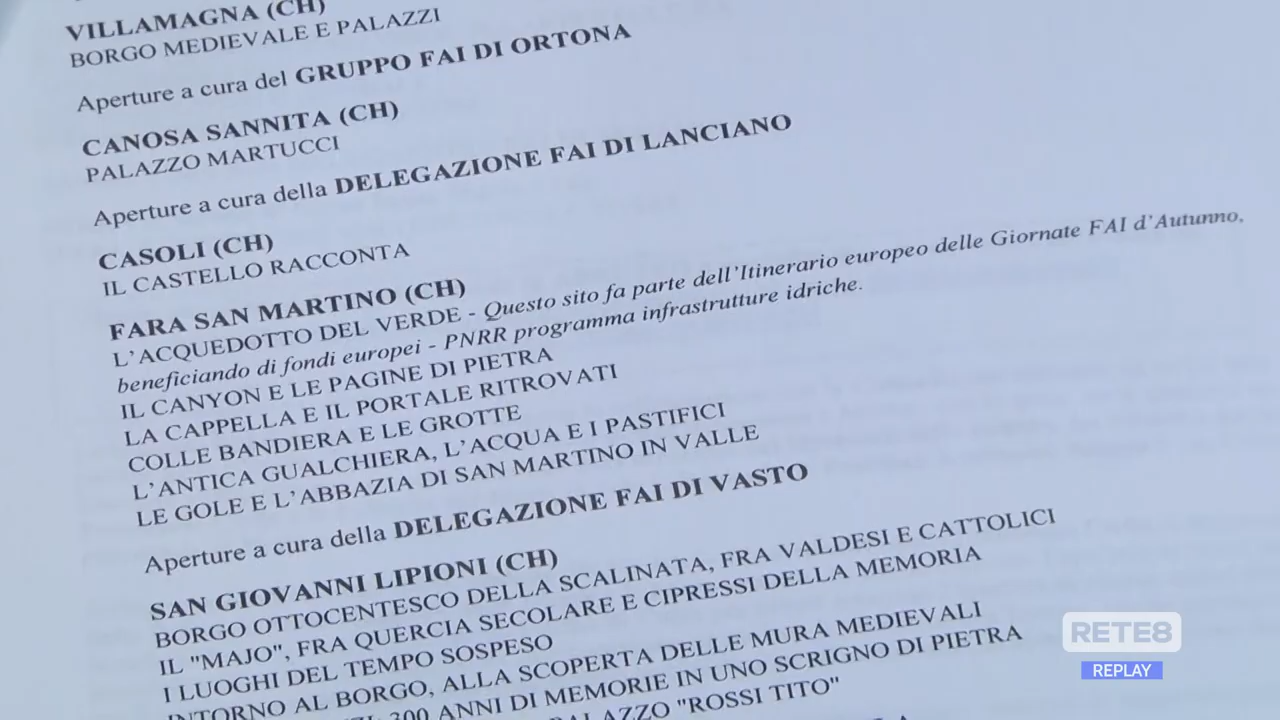 VILLAMAGNA (CH)
BORGO MEDIEVALE E PALAZZI
Aperture a cura del GRUPPO FAI DI ORTONA
CANOSA SANNITA (CH)
PALAZZO MARTUCCI
Aperture a cura della DELEGAZIONE FAI DI LANCIANO
CASOLI (CH)
IL CASTELLO RACCONTA
FARA SAN MARTINO (CH)
L'ACQUEDOTTO DEL VERDE - Questo sito fa parte dell'Itinerario europeo delle Giornate FAI d'Autunno,
beneficiando di fondi europei - PNRR programma infrastrutture idriche.
IL CANYON E LE PAGINE DI PIETRA
LA CAPPELLA E IL PORTALE RITROVATI
COLLE BANDIERA E LE GROTTE
L'ANTICA GUALCHIERA, L'ACQUA E I PASTIFICI
LE GOLE E L'ABBAZIA DI SAN MARTINO IN VALLE
Aperture a cura della DELEGAZIONE FAI DI VASTO
SAN GIOVANNI LIPIONI (CH)
BORGO OTTOCENTESCO DELLA SCALINATA, FRA VALDESI E CATTOLICI
IL "MAJO", FRA QUERCIA SECOLARE E CIPRESSI DELLA MEMORIA
I LUOGHI DEL TEMPO SOSPESO
INTORNO AL BORGO, ALLA SCOPERTA DELLE MURA MEDIEVALI
300 ANNI DI MEMORIE IN UNO SCRIGNO DI PIETRA
PALAZZO "ROSSI TITO"
RETE8
REPLAY